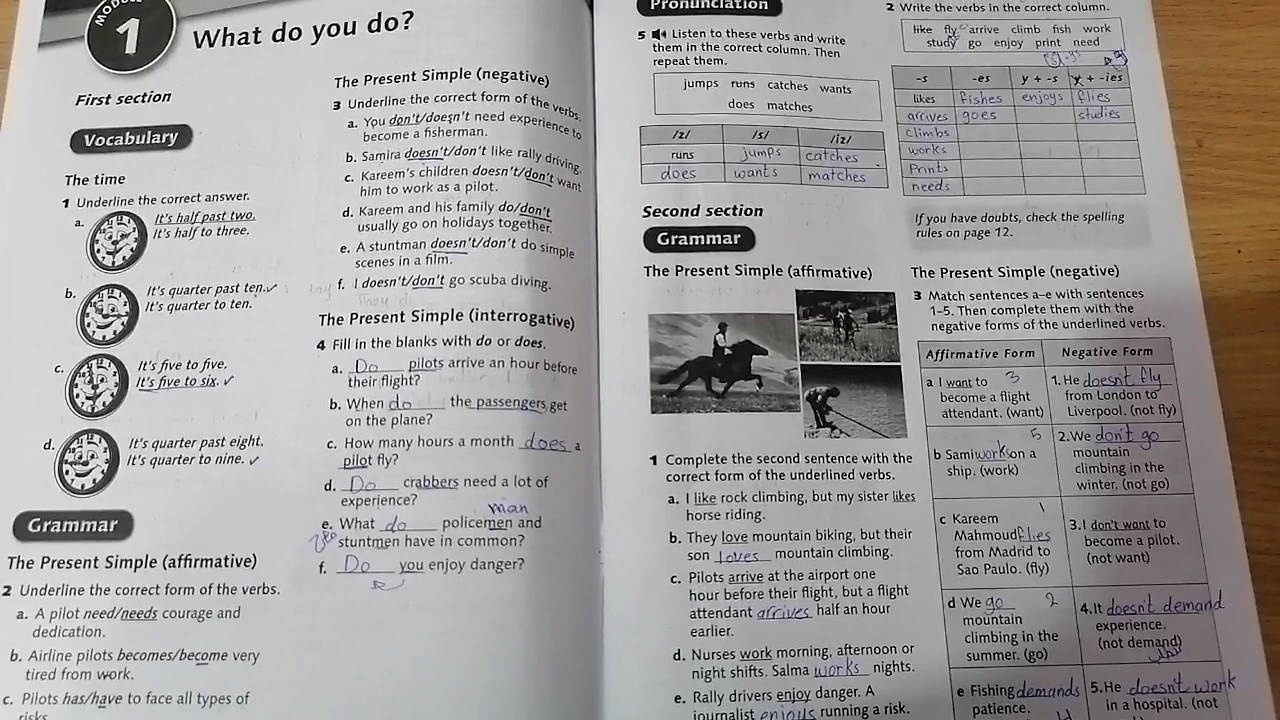 MODULE
1
What do you do?
First section
Vocabulary
The time
1 Underline the correct answer.
a. It's half past two.
It's half to three.
b. It's quarter past ten. ✓
It's quarter to ten.
c. It's five to five.
It's five to six. ✓
d. It's quarter past eight.
It's quarter to nine. ✓
Grammar
The Present Simple (affirmative)
2 Underline the correct form of the verbs.
a. A pilot need/needs courage and
dedication.
b. Airline pilots becomes/become very
tired from work.
c. Pilots has/have to face all types of
risks.
The Present Simple (negative)
3 Underline the correct form of the verbs.
a. You don't/doesn't need experience to
become a fisherman.
b. Samira doesn't/don't like rally driving.
c. Kareem's children doesn't/don't want
him to work as a pilot.
d. Kareem and his family do/don't
usually go on holidays together.
e. A stuntman doesn't/don't do simple
scenes in a film.
f. I doesn't/don't go scuba diving.
The Present Simple (interrogative)
4 Fill in the blanks with do or does.
a. Do pilots arrive an hour before
their flight?
b. When do the passengers get
on the plane?
c. How many hours a month does a
pilot fly?
d. Do crabbers need a lot of
experience?
man
e. What do policemen and
stuntmen have in common?
f. Do you enjoy danger?
Pronunciation
5 Listen to these verbs and write
them in the correct column. Then
repeat them.
jumps runs catches wants
does matches
/z/ /s/ /iz/
runs jumps catches
does wants matches
Second section
Grammar
The Present Simple (affirmative)
1 Complete the second sentence with the
correct form of the underlined verbs.
a. I like rock climbing, but my sister likes
horse riding.
b. They love mountain biking, but their
son loves mountain climbing.
c. Pilots arrive at the airport one
hour before their flight, but a flight
attendant arrives half an hour
earlier.
d. Nurses work morning, afternoon or
night shifts. Salma works nights.
e. Rally drivers enjoy danger. A
journalist enjoys running a risk.
2 Write the verbs in the correct column.
like fly arrive climb fish work
study go enjoy print need
-s -es y + -s y + -ies
likes fishes enjoys flies
arrives goes studies
climbs
works
Prints
needs
If you have doubts, check the spelling
rules on page 12.
The Present Simple (negative)
3 Match sentences a–e with sentences
1–5. Then complete them with the
negative forms of the underlined verbs.
Affirmative Form Negative Form
a I want to 3
become a flight
attendant. (want)
1. He doesn't fly
from London to
Liverpool. (not fly)
5
b Sami works on a
ship. (work)
2. We don't go
mountain
climbing in the
winter. (not go)
1
c Kareem
Mahmoud flies
from Madrid to
Sao Paulo. (fly)
3. I don't want to
become a pilot.
(not want)
d We go 2
mountain
climbing in the
summer. (go)
4. It doesn't demand
experience.
(not demand)
e Fishing demands
patience.
5. He doesn't work
in a hospital. (not